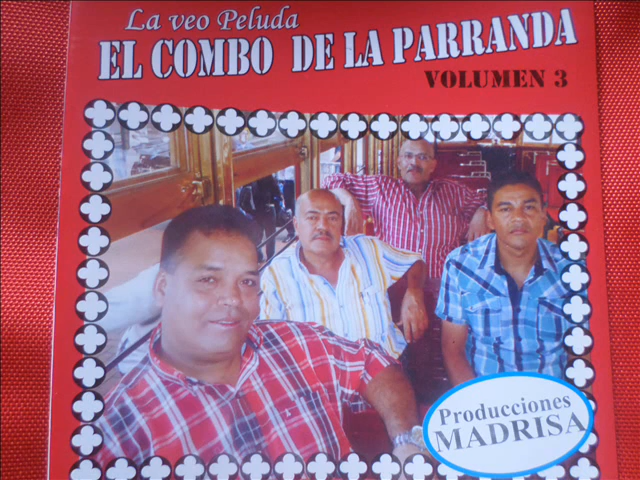 La veo Peluda
EL COMBO DE LA PARRANDA
VOLUMEN 3
Producciones
MADRISA